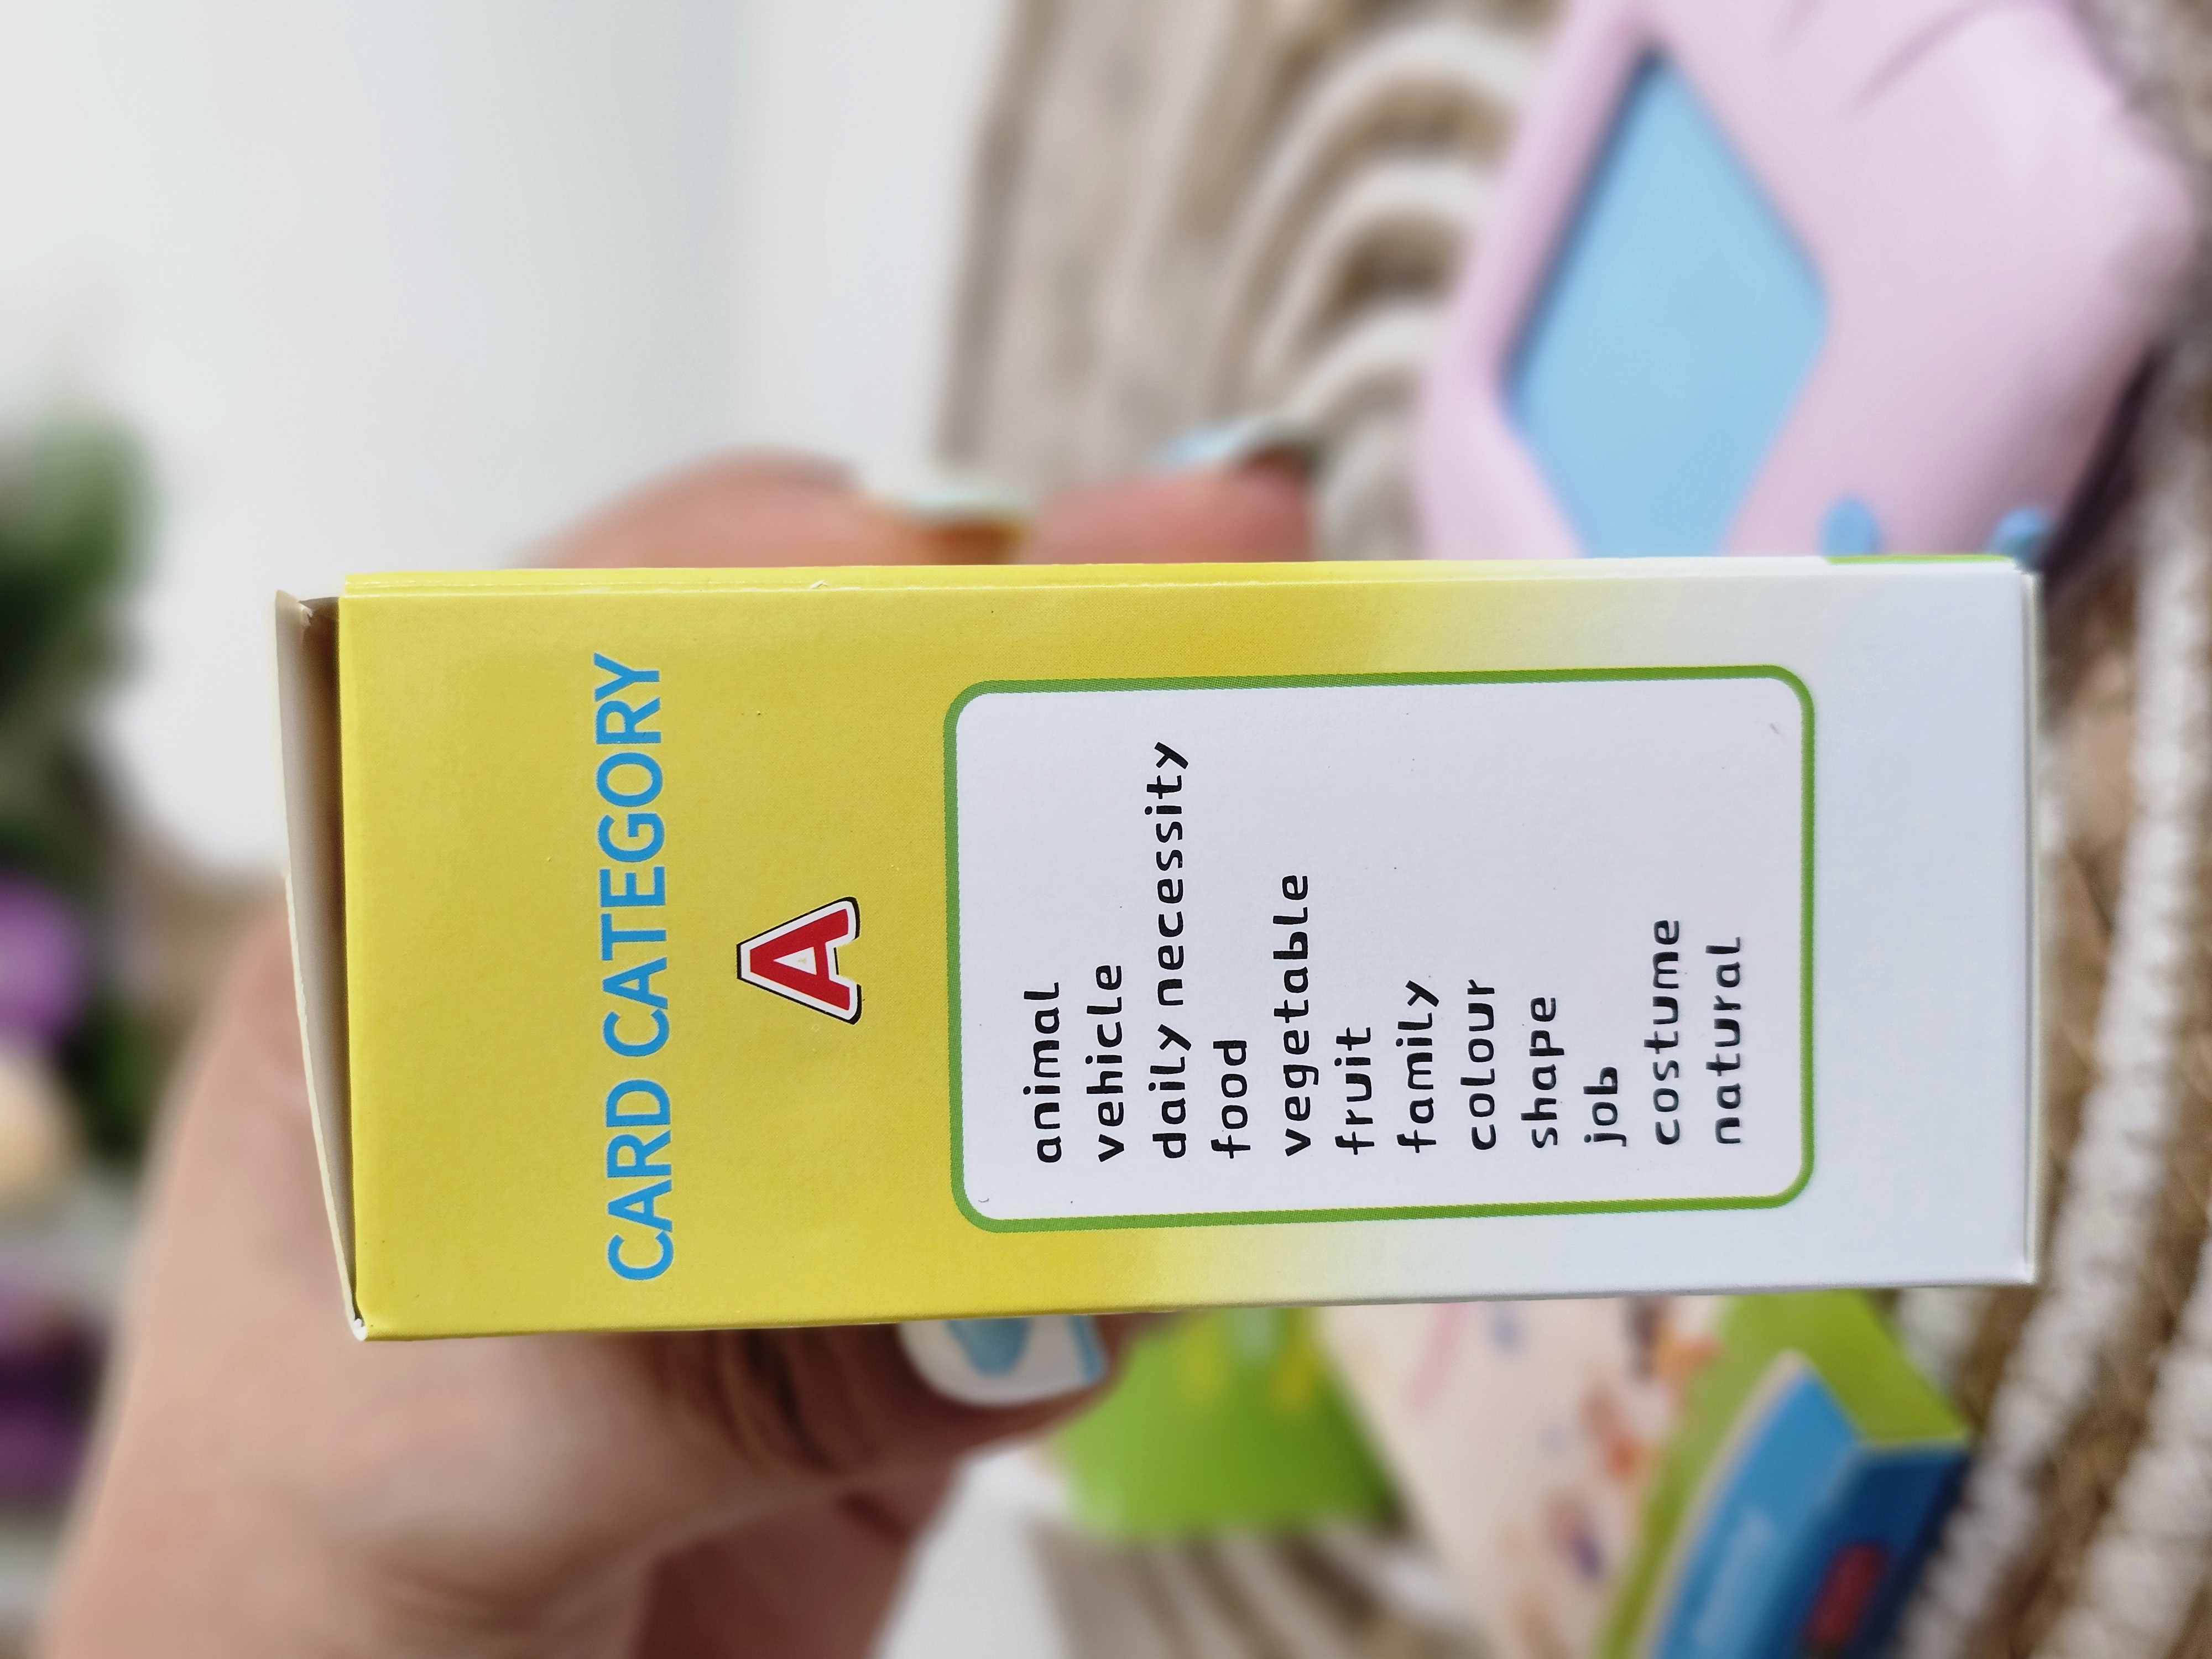 CARD CATEGORY
A
animal
vehicle
daily necessity
food
vegetable
fruit
family
colour
shape
job
costume
natural